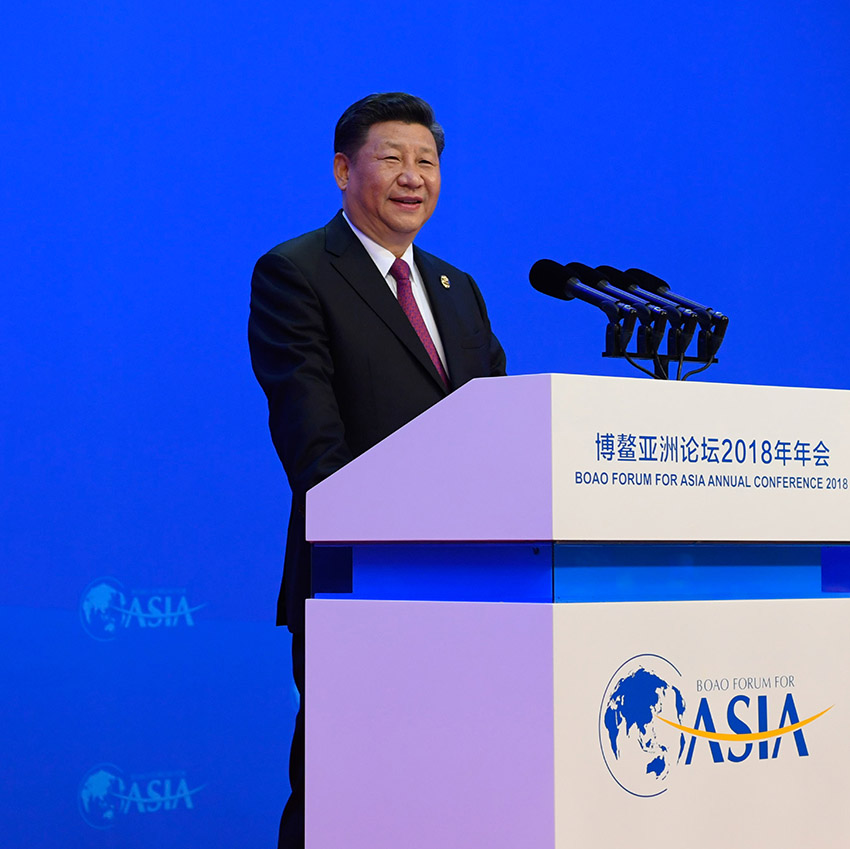 博鳌亚洲论坛2018年年会
BOAO FORUM FOR ASIA ANNUAL CONFERENCE 2018
BOAO FORUM FOR
ASIA
ASIA
ASIA